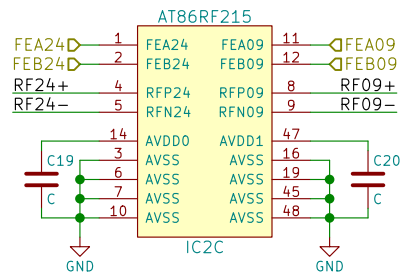 AT86RF215
FEA24 1 FEA24 FEA09 11 FEA09
FEB24 2 FEB24 FEB09 12 FEB09
RF24+ 4 RFP24 RFP09 8 RF09+
RF24- 5 RFN24 RFN09 9 RF09-
14 AVDD0 AVDD1 47
C19 3 AVSS AVSS 16 C20
6 AVSS AVSS 19
C 7 AVSS AVSS 45 C
10 AVSS AVSS 48
IC2C
GND GND